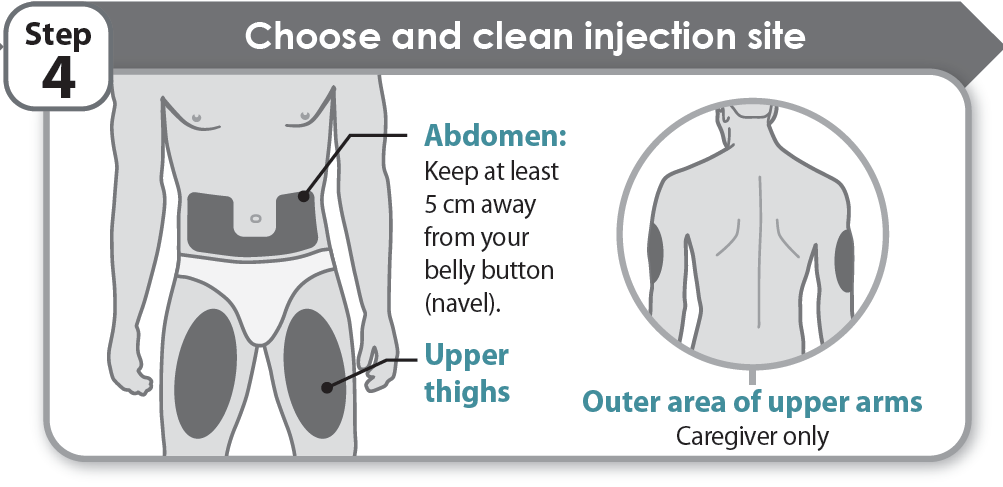 Step
4
Choose and clean injection site
Abdomen:
Keep at least
5 cm away
from your
belly button
(navel).
Upper
thighs
Outer area of upper arms
Caregiver only